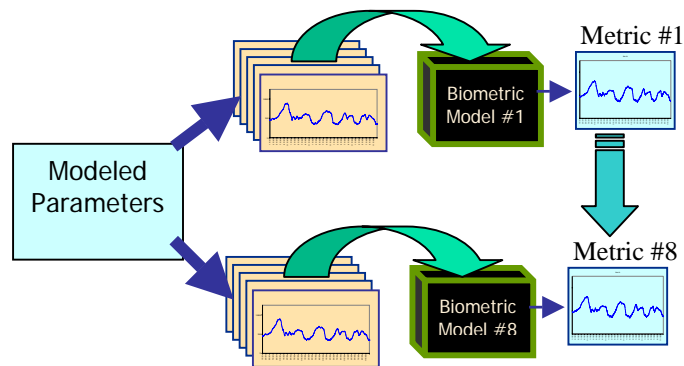 Metric #1
Biometric
Model #1
Modeled
Parameters
Metric #8
Biometric
Model #8